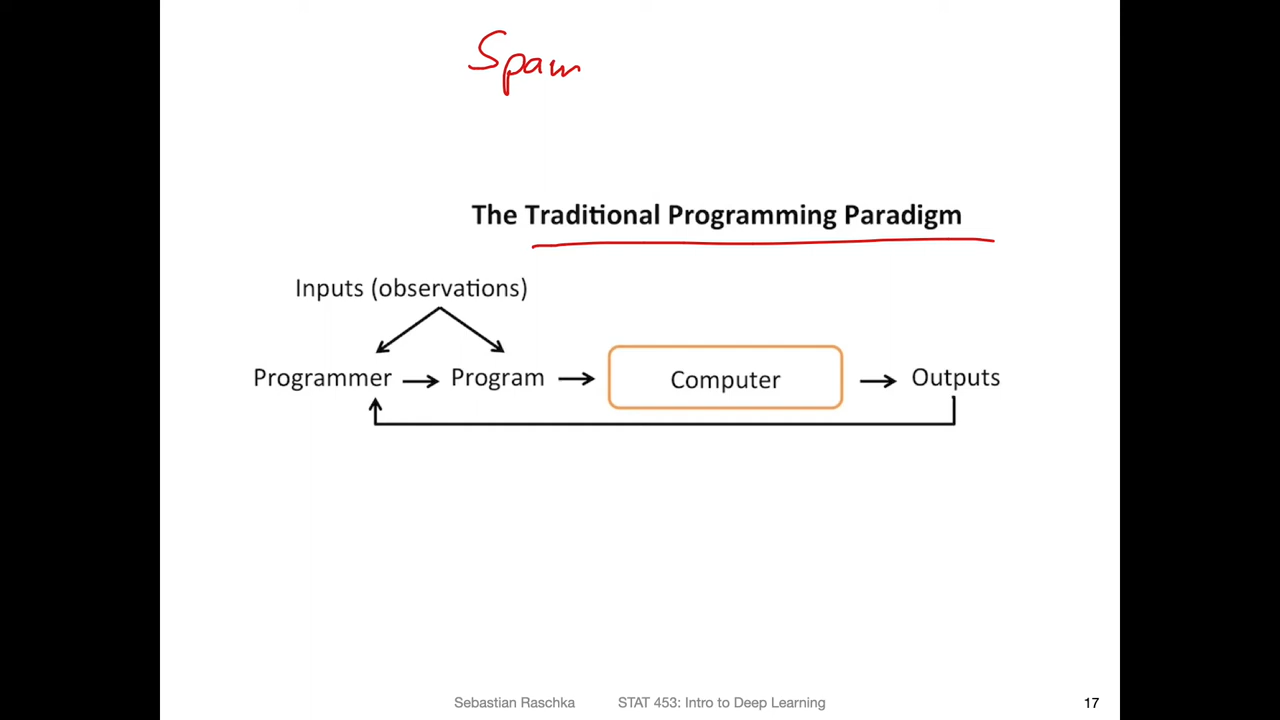 Spam
The Traditional Programming Paradigm
Inputs (observations)
Programmer Program Computer Outputs
Sebastian Raschka STAT 453: Intro to Deep Learning 17